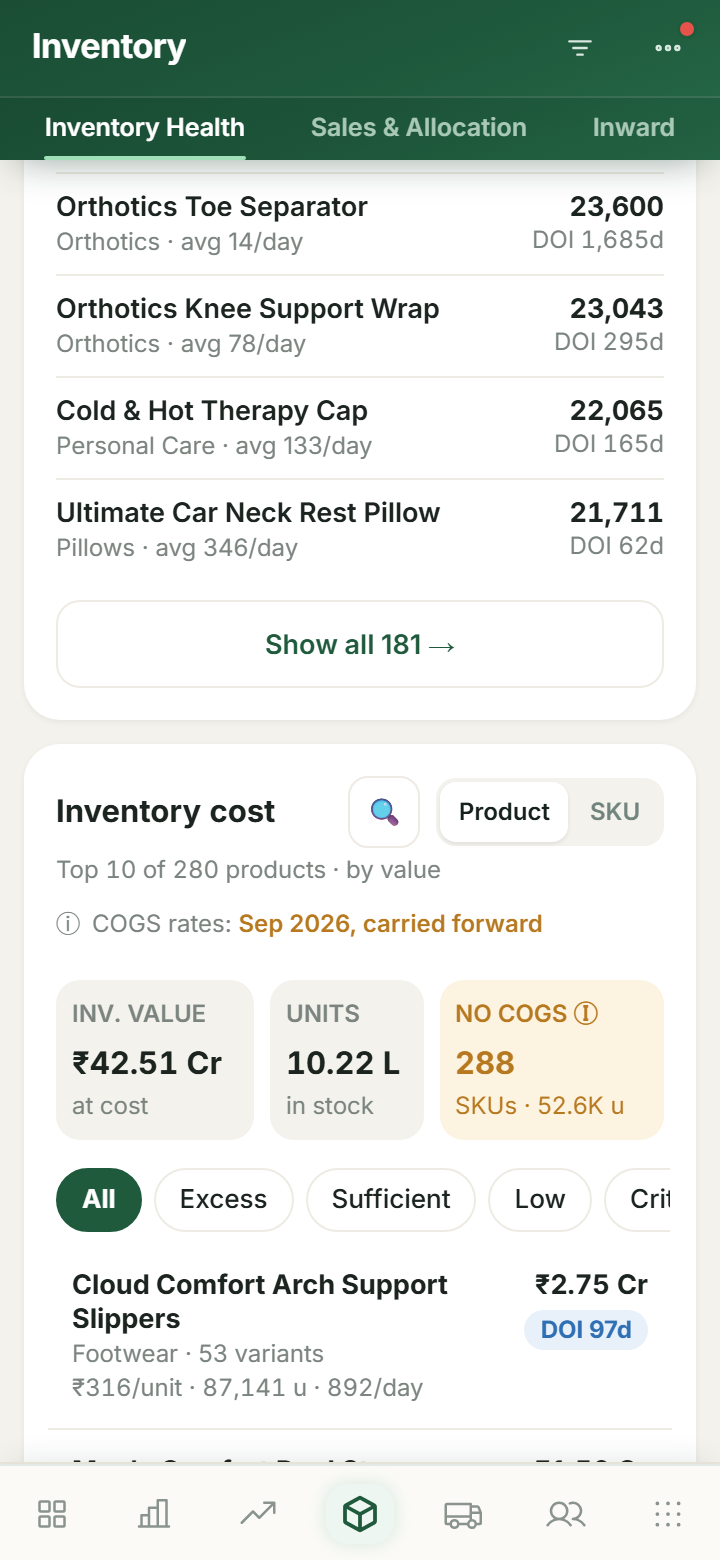 Inventory
Inventory Health
Sales & Allocation
Inward
Orthotics Toe Separator
23,600
Orthotics · avg 14/day
DOI 1,685d
Orthotics Knee Support Wrap
23,043
Orthotics · avg 78/day
DOI 295d
Cold & Hot Therapy Cap
22,065
Personal Care · avg 133/day
DOI 165d
Ultimate Car Neck Rest Pillow
21,711
Pillows · avg 346/day
DOI 62d
Show all 181 →
Inventory cost
Product
SKU
Top 10 of 280 products · by value
ⓘ COGS rates: Sep 2026, carried forward
INV. VALUE
₹42.51 Cr
at cost
UNITS
10.22 L
in stock
NO COGS ⓘ
288
SKUs · 52.6K u
All
Excess
Sufficient
Low
Crit
Cloud Comfort Arch Support
Slippers
₹2.75 Cr
DOI 97d
Footwear · 53 variants
₹316/unit · 87,141 u · 892/day